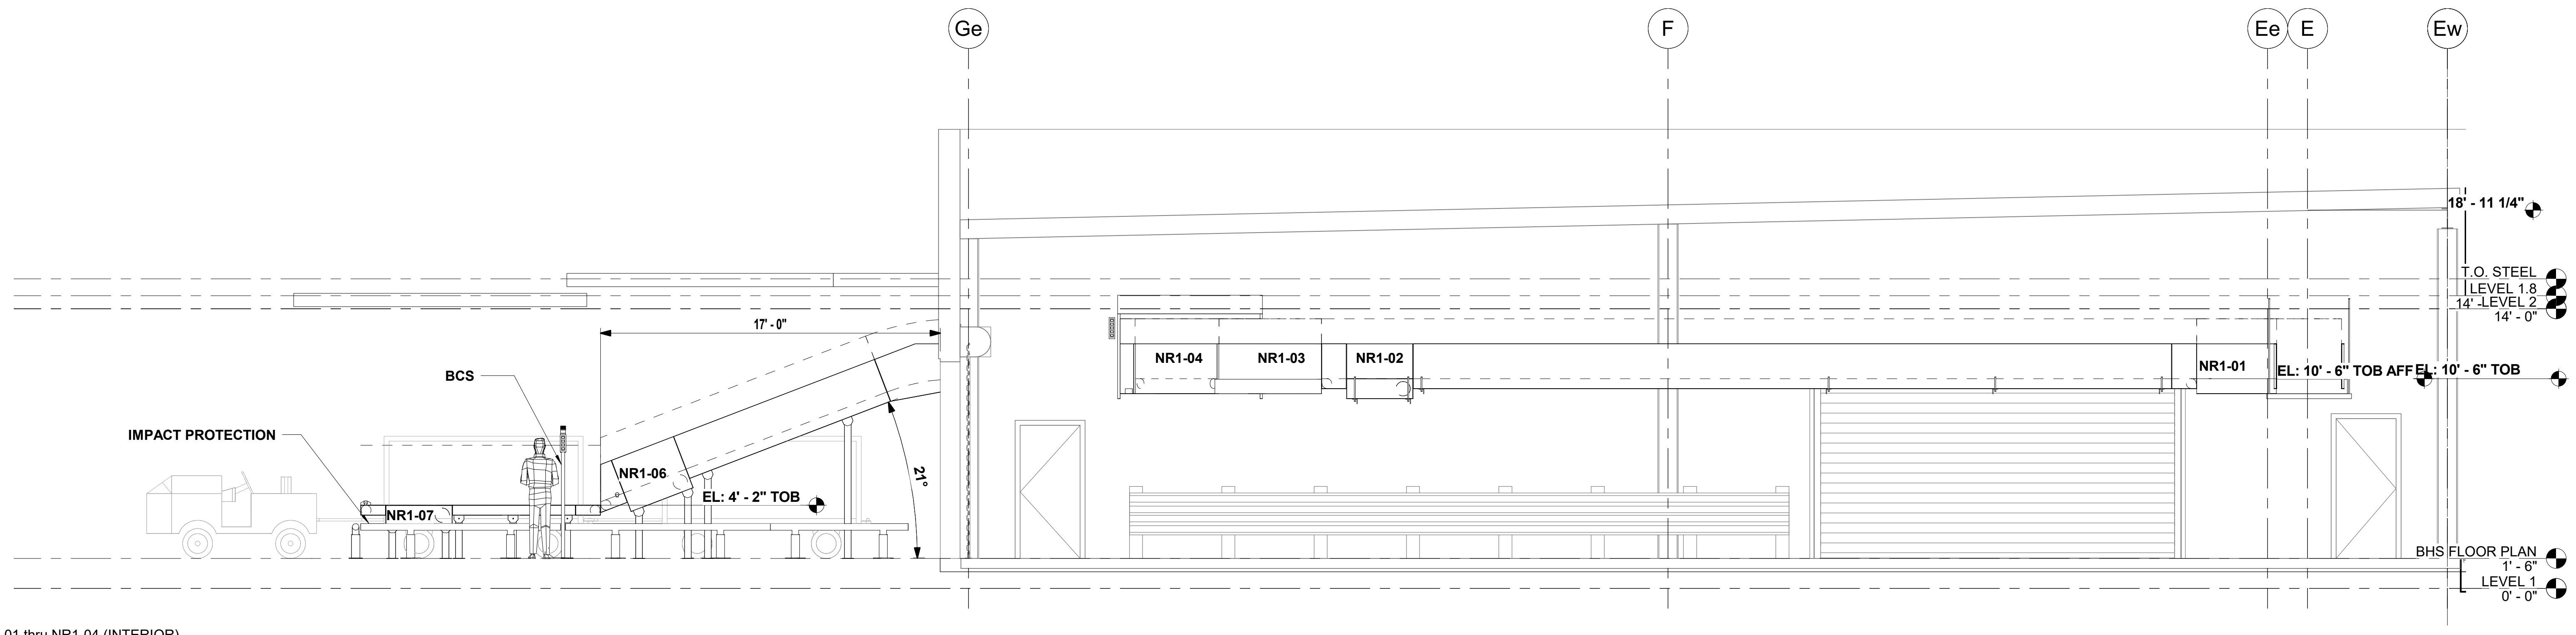 Ge
F
Ee
E
Ew
18' - 11 1/4"
T.O. STEEL
LEVEL 1.8
14' -LEVEL 2
14' - 0"
17' - 0"
NR1-04
NR1-03
NR1-02
NR1-01
EL: 10' - 6" TOB AFF
EL: 10' - 6" TOB
BCS
IMPACT PROTECTION
NR1-06
21°
EL: 4' - 2" TOB
NR1-07
BHS FLOOR PLAN
1' - 6"
LEVEL 1
0' - 0"
01 thru NR1-04 (INTERIOR)